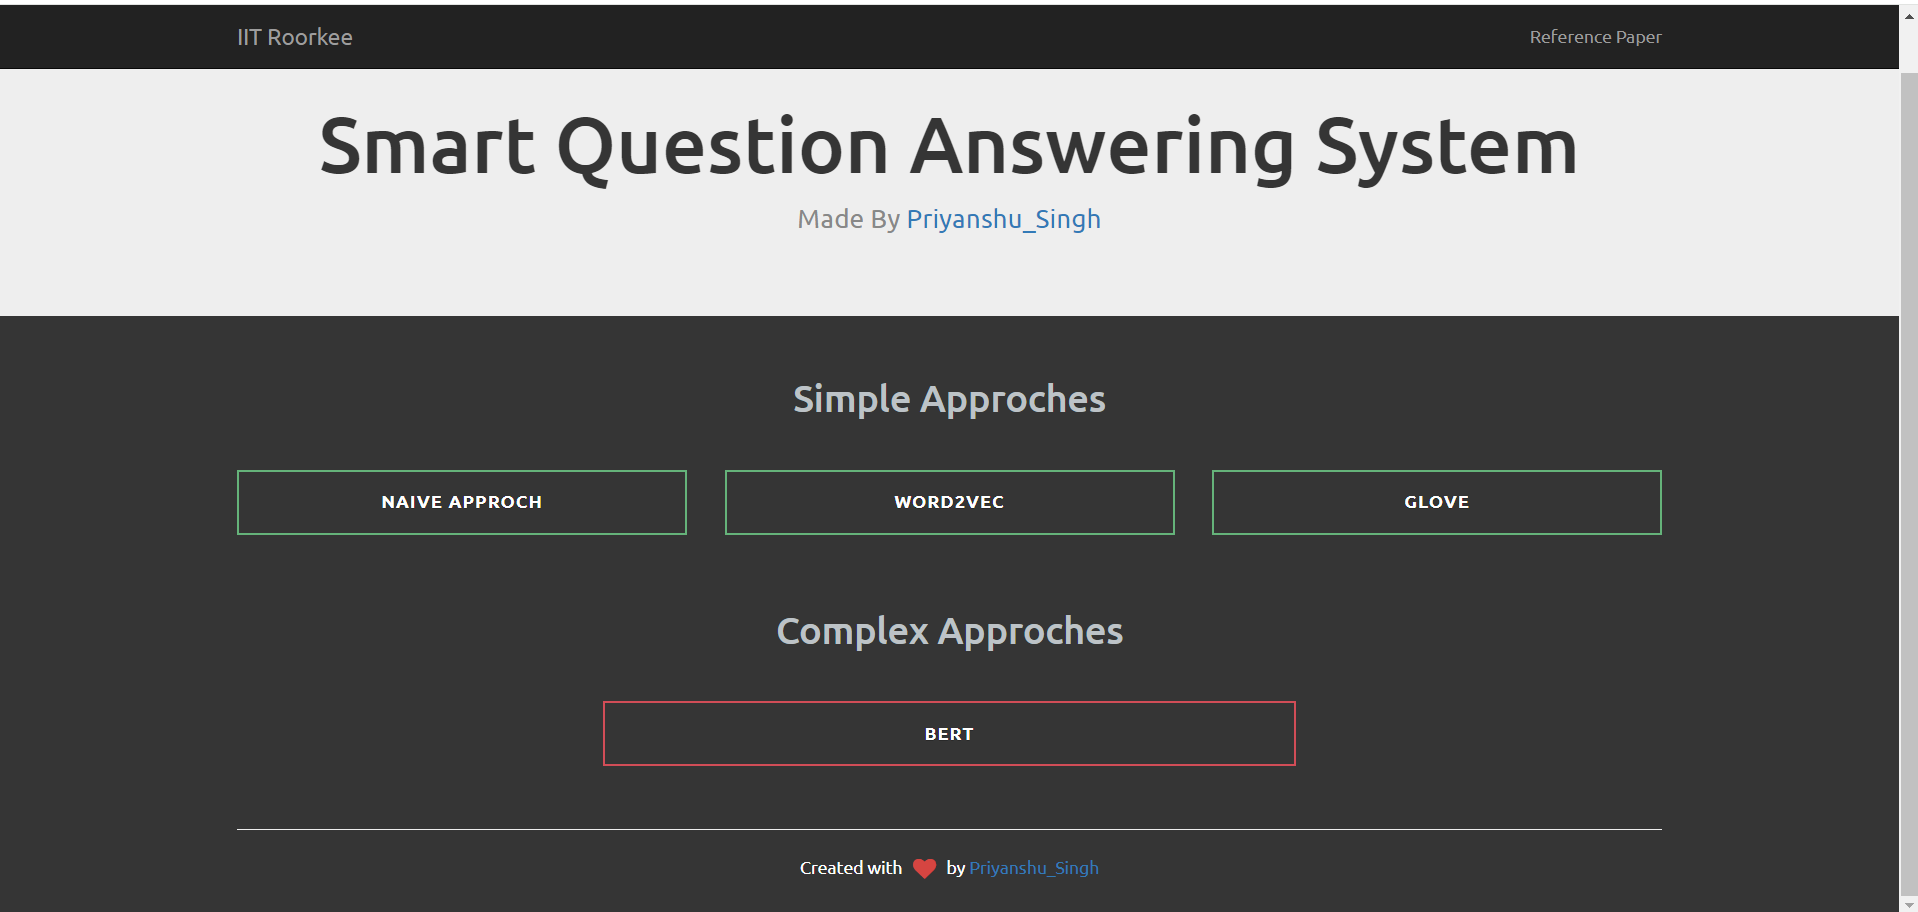 IIT Roorkee
Reference Paper
Smart Question Answering System
Made By Priyanshu_Singh
Simple Approches
NAIVE APPROCH
WORD2VEC
GLOVE
Complex Approches
BERT
Created with by Priyanshu_Singh